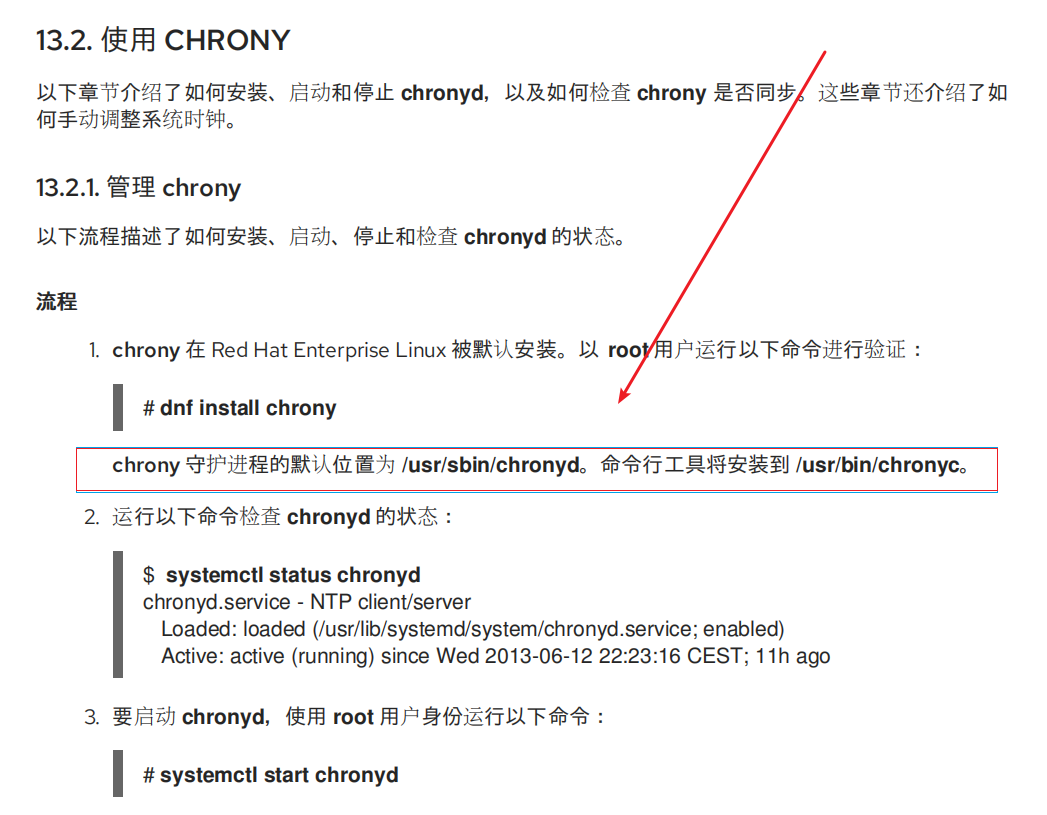 13.2. 使用 CHRONY
以下章节介绍了如何安装、启动和停止 chronyd，以及如何检查 chrony 是否同步。这些章节还介绍了如
何手动调整系统时钟。
13.2.1. 管理 chrony
以下流程描述了如何安装、启动、停止和检查 chronyd 的状态。
流程
1. chrony 在 Red Hat Enterprise Linux 被默认安装。以 root 用户运行以下命令进行验证：
# dnf install chrony
chrony 守护进程的默认位置为 /usr/sbin/chronyd。命令行工具将安装到 /usr/bin/chronyc。
2. 运行以下命令检查 chronyd 的状态：
$ systemctl status chronyd
chronyd.service - NTP client/server
Loaded: loaded (/usr/lib/systemd/system/chronyd.service; enabled)
Active: active (running) since Wed 2013-06-12 22:23:16 CEST; 11h ago
3. 要启动 chronyd，使用 root 用户身份运行以下命令：
# systemctl start chronyd